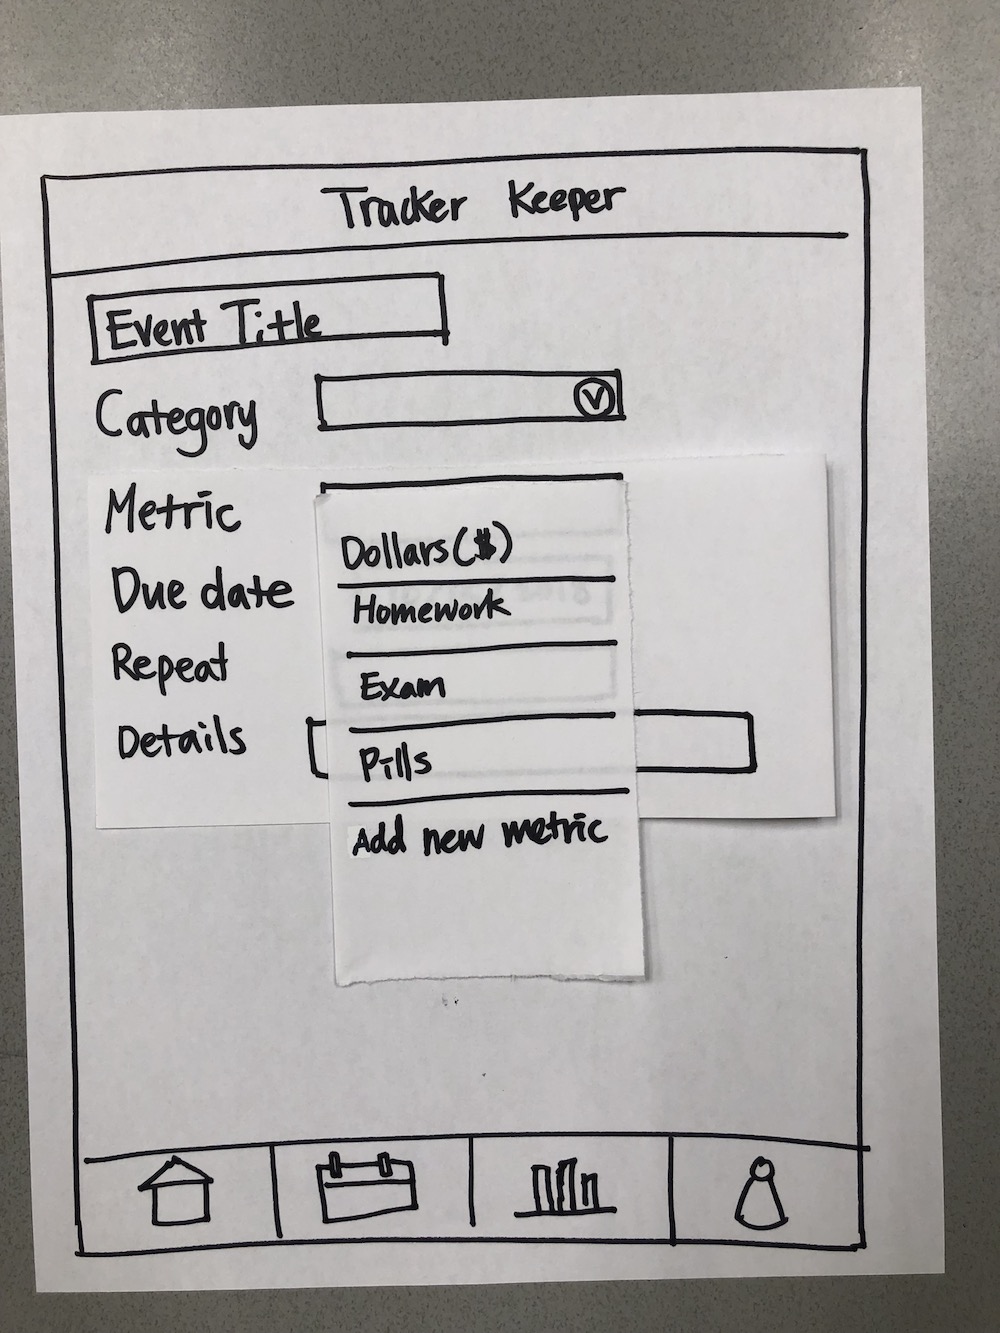 Tracker Keeper
Event Title
Category
Metric
Due date
Repeat
Details
Dollars($)
Homework
Exam
Pills
Add new metric